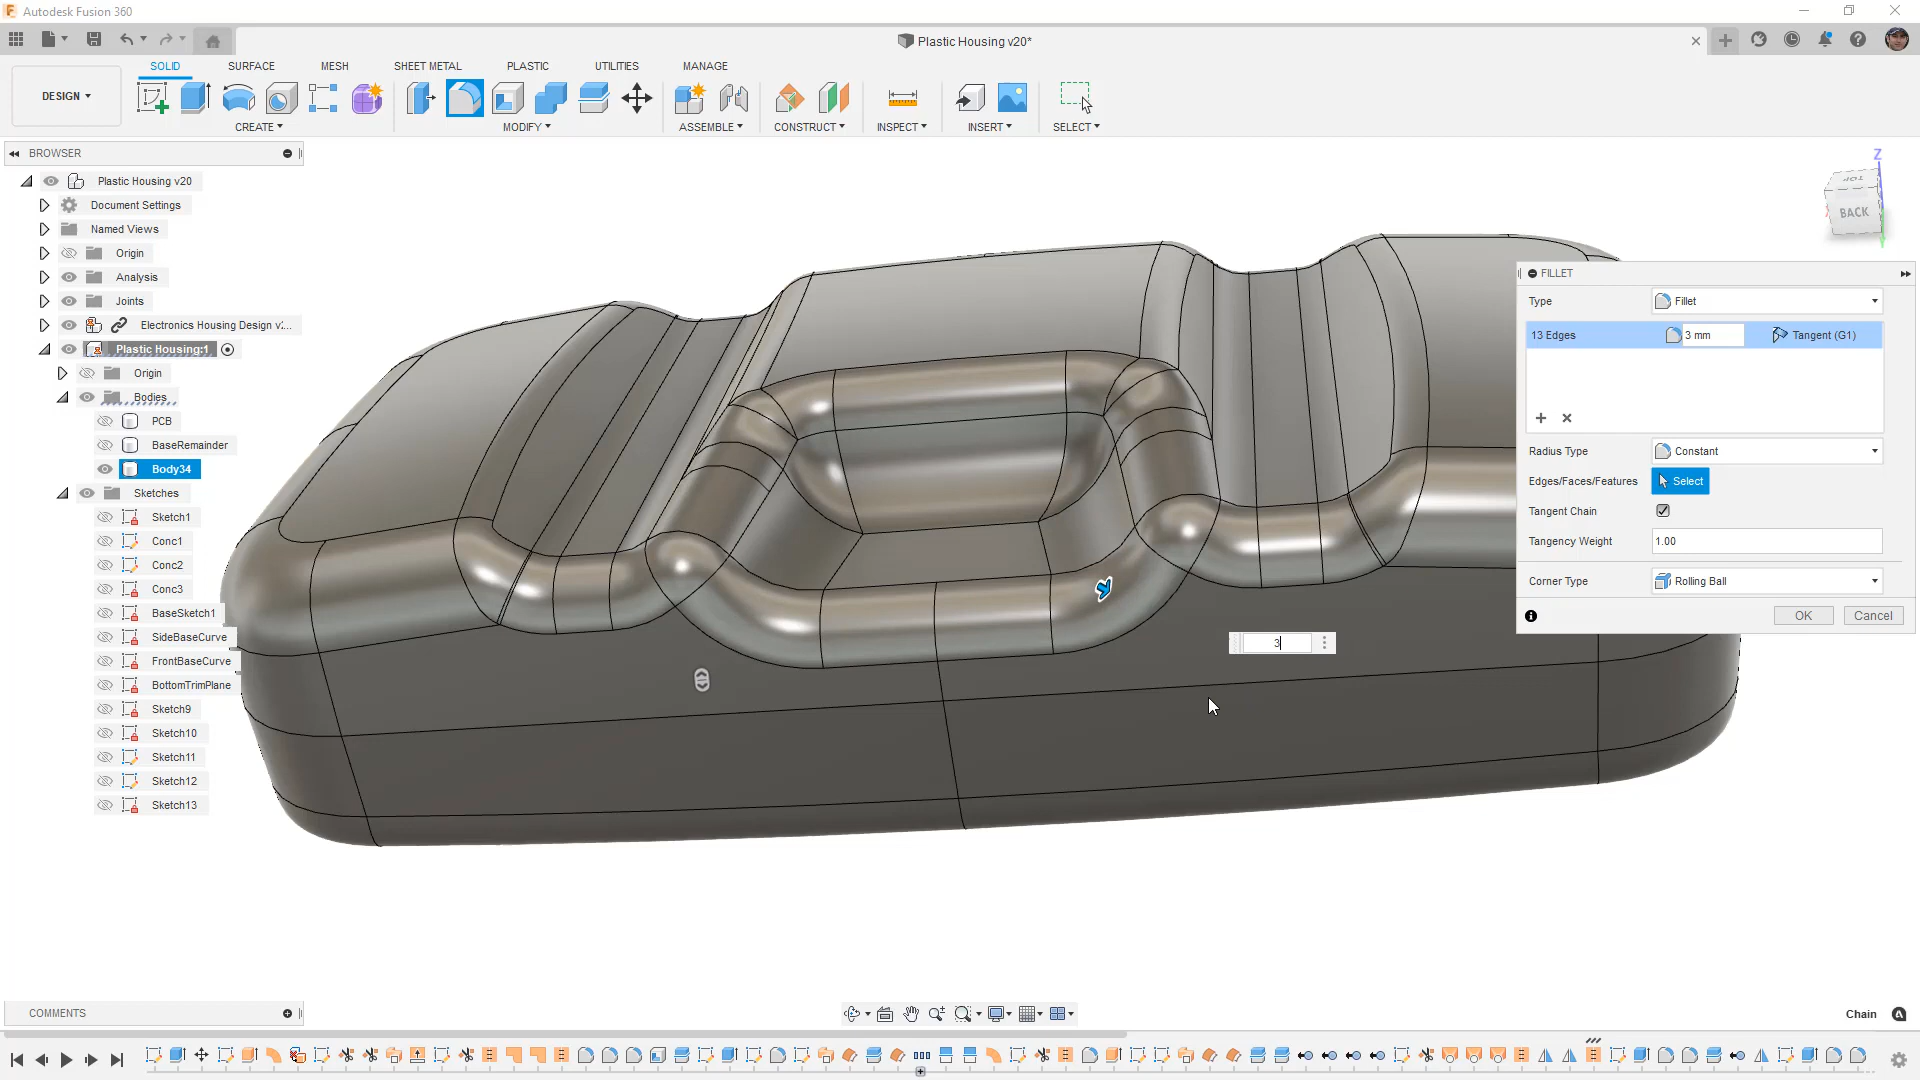 Autodesk Fusion 360
Plastic Housing v20*
DESIGN
SOLID SURFACE MESH SHEET METAL PLASTIC UTILITIES MANAGE
CREATE MODIFY ASSEMBLE CONSTRUCT INSPECT INSERT SELECT
BROWSER
Plastic Housing v20
Document Settings
Named Views
Origin
Analysis
Joints
Electronics Housing Design v...
Plastic Housing:1
Origin
Bodies
PCB
BaseRemainder
Body34
Sketches
Sketch1
Conc1
Conc2
Conc3
BaseSketch1
SideBaseCurve
FrontBaseCurve
BottomTrimPlane
Sketch9
Sketch10
Sketch11
Sketch12
Sketch13
Z
TOP
BACK
FILLET
Type Fillet
13 Edges 3 mm Tangent (G1)
Radius Type Constant
Edges/Faces/Features Select
Tangent Chain
Tangency Weight 1.00
Corner Type Rolling Ball
OK Cancel
3
COMMENTS
Chain